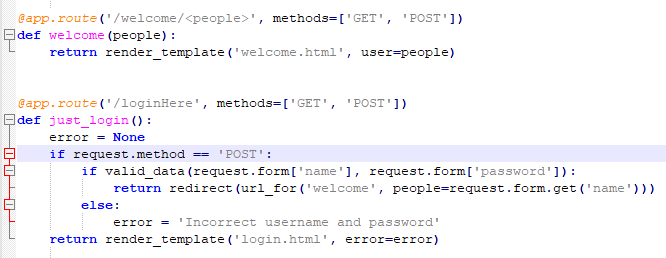 @app.route('/welcome/<people>', methods=['GET', 'POST'])
def welcome(people):
    return render_template('welcome.html', user=people)
@app.route('/loginHere', methods=['GET', 'POST'])
def just_login():
    error = None
    if request.method == 'POST':
        if valid_data(request.form['name'], request.form['password']):
            return redirect(url_for('welcome', people=request.form.get('name')))
        else:
            error = 'Incorrect username and password'
    return render_template('login.html', error=error)